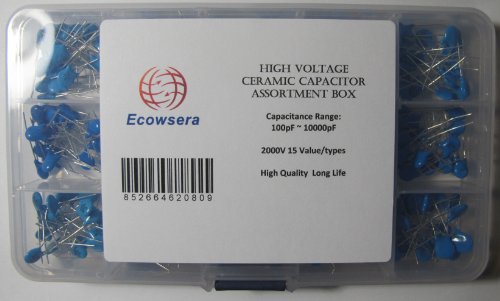 Ecowsera
852664620809
HIGH VOLTAGE
CERAMIC CAPACITOR
ASSORTMENT BOX
Capacitance Range:
100pF ~ 10000pF
2000V 15 Value/types
High Quality Long Life